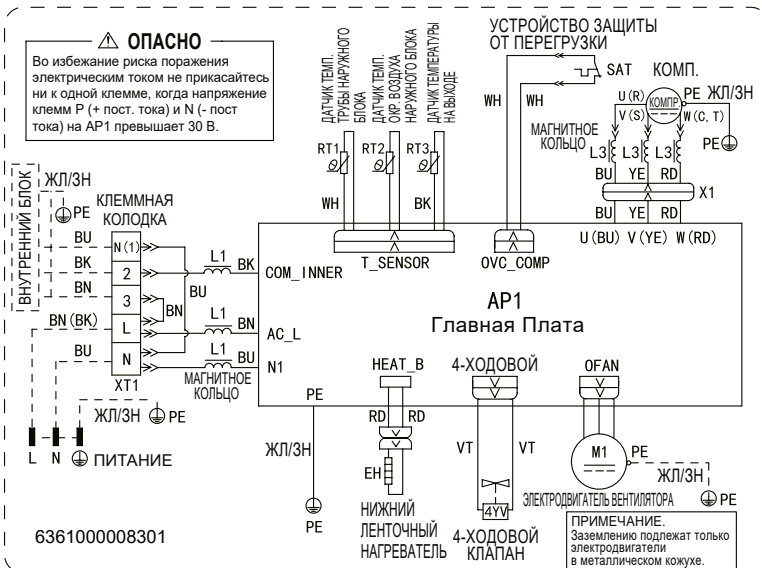 ОПАСНО
Во избежание риска поражения
электрическим током не прикасайтесь
ни к одной клемме, когда напряжение
клемм P (+ пост. тока) и N (- пост
тока) на AP1 превышает 30 В.
ДАТЧИК ТЕМП.
ТРУБЫ НАРУЖНОГО
БЛОКА
ДАТЧИК ТЕМП.
ОКР. ВОЗДУХА
НАРУЖНОГО БЛОКА
ДАТЧИК ТЕМПЕРАТУРЫ
НА ВЫХОДЕ
УСТРОЙСТВО ЗАЩИТЫ
ОТ ПЕРЕГРУЗКИ
SAT
WH
WH
КОМП.
U(R)
V(S)
КОМПР.
PE
ЖЛ/ЗН
W(C, T)
PE
МАГНИТНОЕ
КОЛЬЦО
L3
L3
L3
BU
YE
RD
X1
BU
YE
RD
U(BU)
V(YE)
W(RD)
RT1
RT2
RT3
WH
BK
T_SENSOR
OVC_COMP
ВНУТРЕННИЙ БЛОК
ЖЛ/ЗН
PE
КЛЕММНАЯ
КОЛОДКА
BU
N(1)
BK
2
BN
3
BN(BK)
L
BU
N
XT1
BU
BN
L1
BK
COM_INNER
L1
BN
AC_L
L1
BU
N1
МАГНИТНОЕ
КОЛЬЦО
AP1
Главная Плата
ЖЛ/ЗН
PE
L
N
ПИТАНИЕ
PE
ЖЛ/ЗН
PE
HEAT_B
RD
RD
EH
НИЖНИЙ
ЛЕНТОЧНЫЙ
НАГРЕВАТЕЛЬ
4-ХОДОВОЙ
VT
VT
4YV
4-ХОДОВОЙ
КЛАПАН
OFAN
M1
PE
ЖЛ/ЗН
PE
ЭЛЕКТРОДВИГАТЕЛЬ ВЕНТИЛЯТОРА
ПРИМЕЧАНИЕ.
Заземлению подлежат только
электродвигатели
в металлическом кожухе.
6361000008301